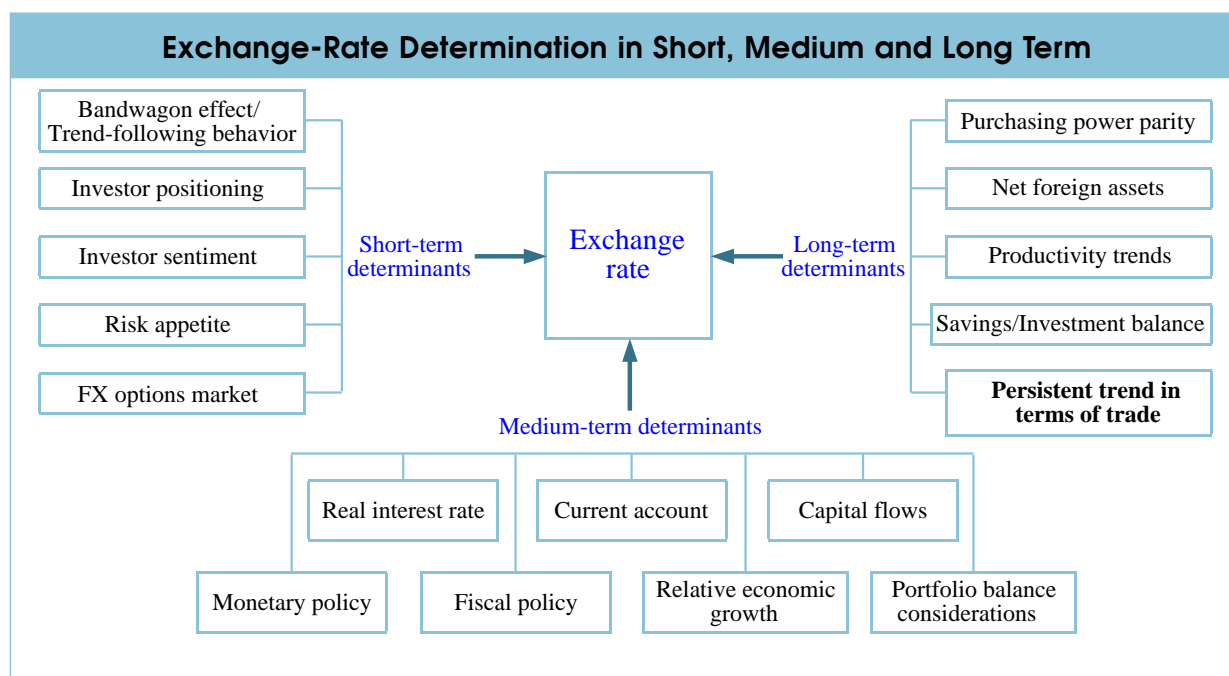 Exchange-Rate Determination in Short, Medium and Long Term
Bandwagon effect/
Trend-following behavior
Investor positioning
Investor sentiment
Risk appetite
FX options market
Short-term
determinants
Exchange
rate
Long-term
determinants
Purchasing power parity
Net foreign assets
Productivity trends
Savings/Investment balance
Persistent trend in
terms of trade
Medium-term determinants
Real interest rate
Current account
Capital flows
Monetary policy
Fiscal policy
Relative economic
growth
Portfolio balance
considerations